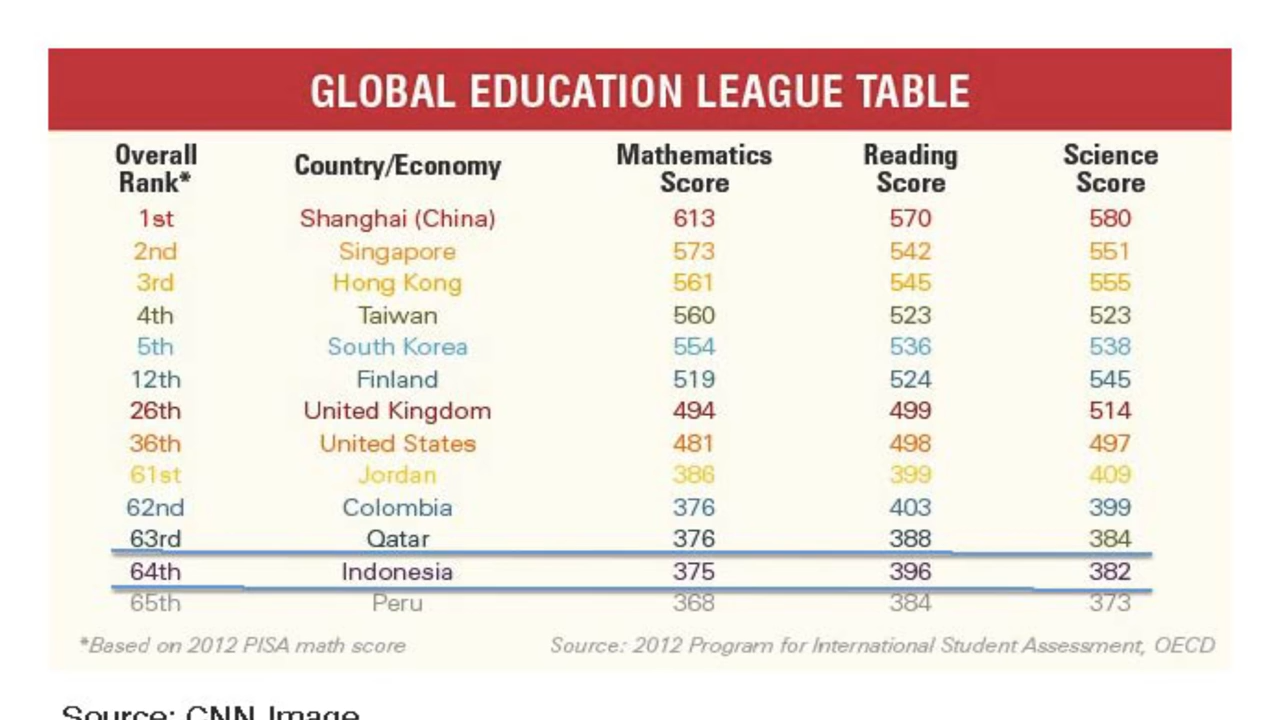 GLOBAL EDUCATION LEAGUE TABLE
Overall Rank* Country/Economy Mathematics Score Reading Score Science Score
1st Shanghai (China) 613 570 580
2nd Singapore 573 542 551
3rd Hong Kong 561 545 555
4th Taiwan 560 523 523
5th South Korea 554 536 538
12th Finland 519 524 545
26th United Kingdom 494 499 514
36th United States 481 498 497
61st Jordan 386 399 409
62nd Colombia 376 403 399
63rd Qatar 376 388 384
64th Indonesia 375 396 382
65th Peru 368 384 373
*Based on 2012 PISA math score Source: 2012 Program for International Student Assessment, OECD
Source: CNN Image